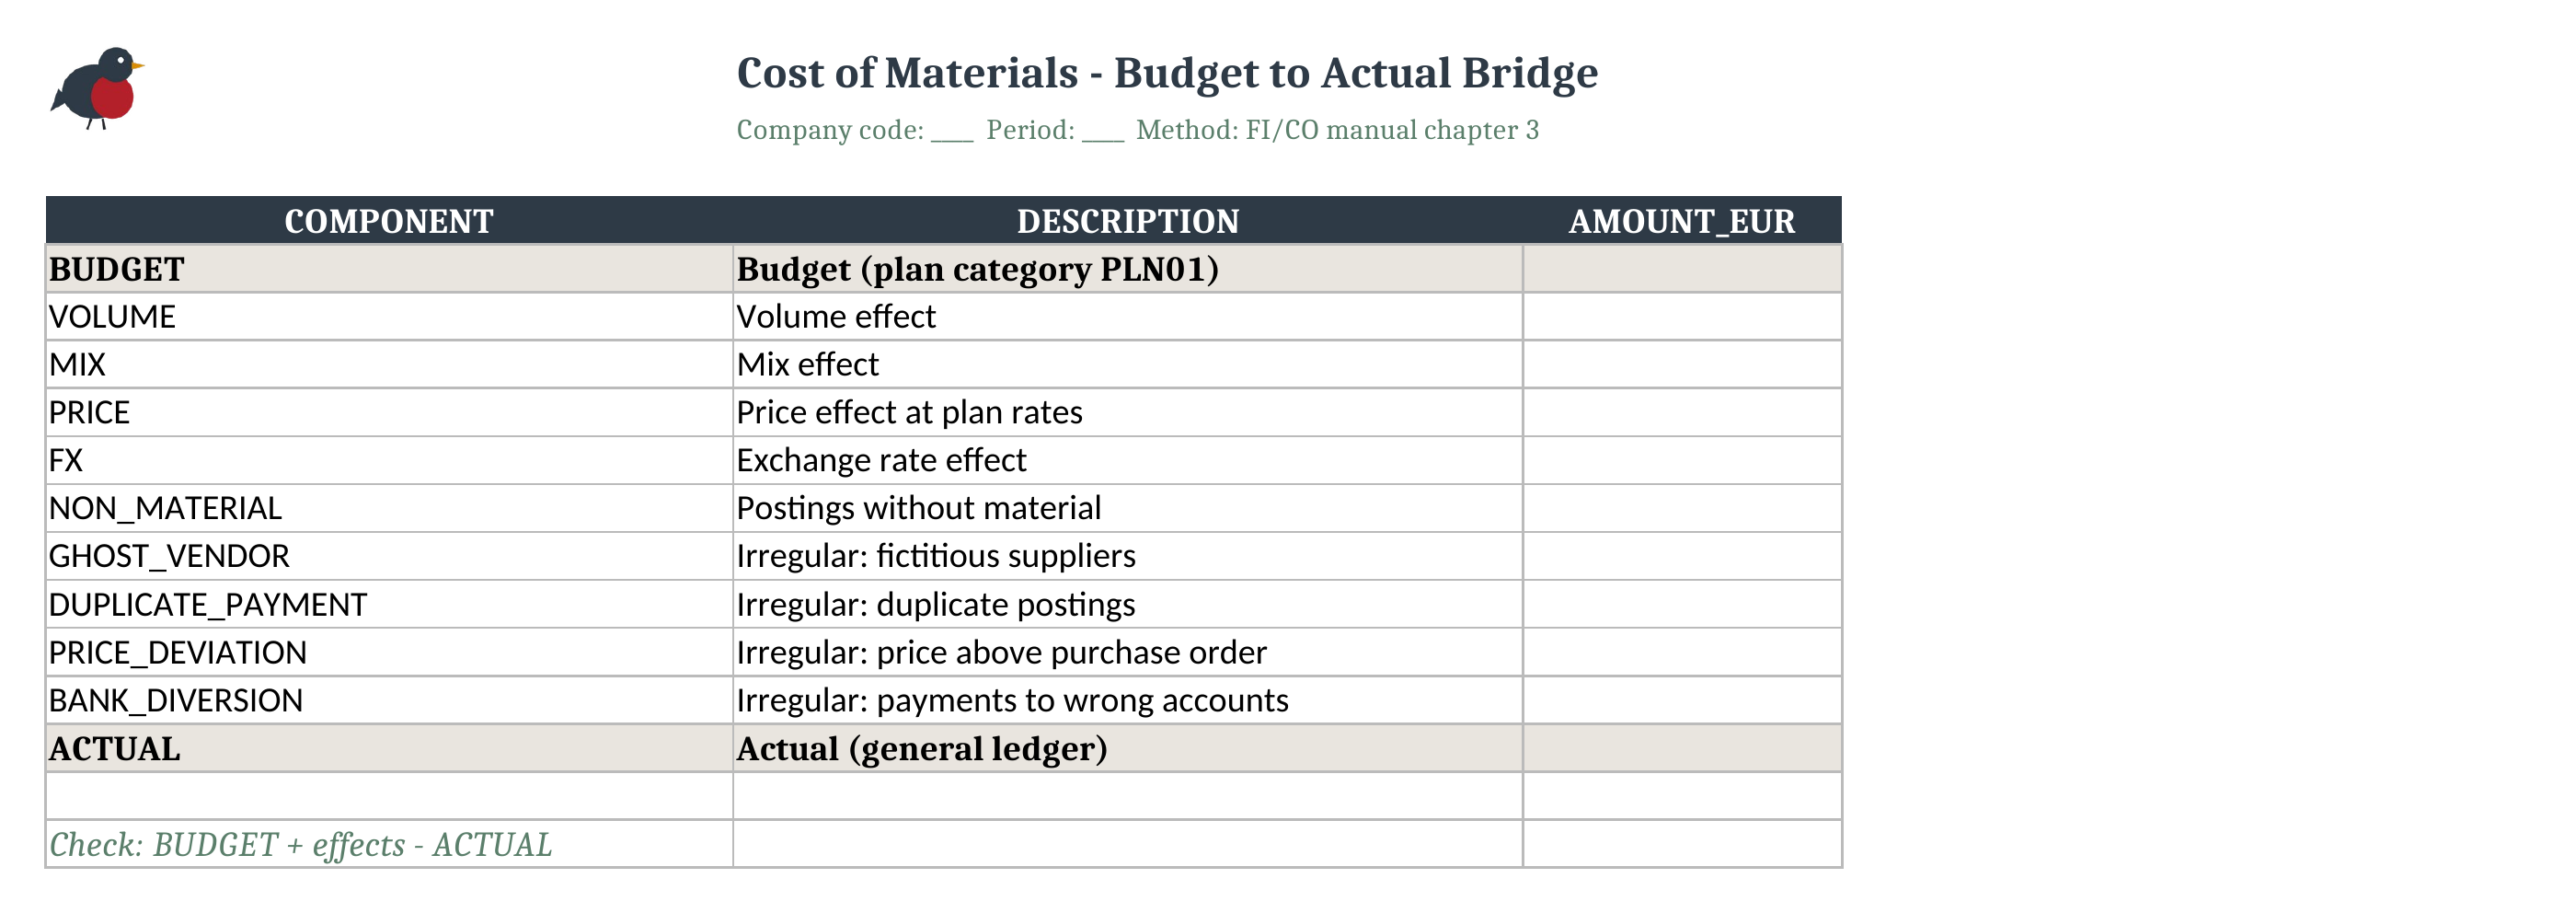 Cost of Materials - Budget to Actual Bridge
Company code: ____ Period: ____ Method: FI/CO manual chapter 3
COMPONENT DESCRIPTION AMOUNT_EUR
BUDGET Budget (plan category PLN01)
VOLUME Volume effect
MIX Mix effect
PRICE Price effect at plan rates
FX Exchange rate effect
NON_MATERIAL Postings without material
GHOST_VENDOR Irregular: fictitious suppliers
DUPLICATE_PAYMENT Irregular: duplicate postings
PRICE_DEVIATION Irregular: price above purchase order
BANK_DIVERSION Irregular: payments to wrong accounts
ACTUAL Actual (general ledger)
Check: BUDGET + effects - ACTUAL